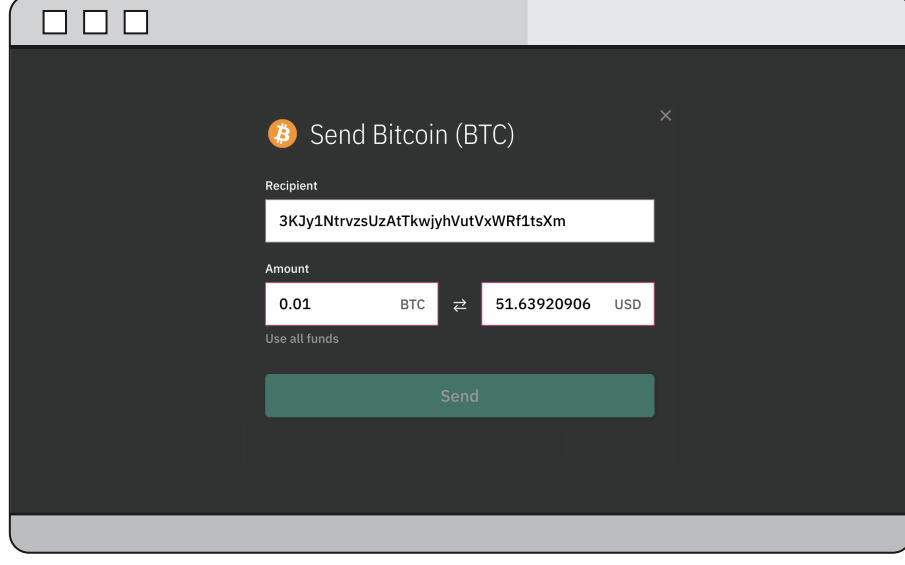 Send Bitcoin (BTC)
Recipient
3KJy1NtrvzsUzAtTkwjyhVutVxWRf1tsXm
Amount
0.01 BTC ⇄ 51.63920906 USD
Use all funds
Send